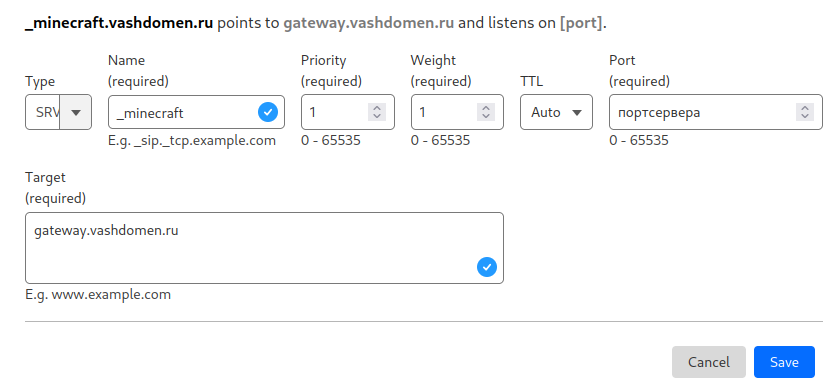 _minecraft.vashdomen.ru points to gateway.vashdomen.ru and listens on [port].
Type
Name
(required)
Priority
(required)
Weight
(required)
TTL
Port
(required)
SRV
_minecraft
1
1
Auto
портсервера
E.g. _sip._tcp.example.com
0 - 65535
0 - 65535
0 - 65535
Target
(required)
gateway.vashdomen.ru
E.g. www.example.com
Cancel
Save